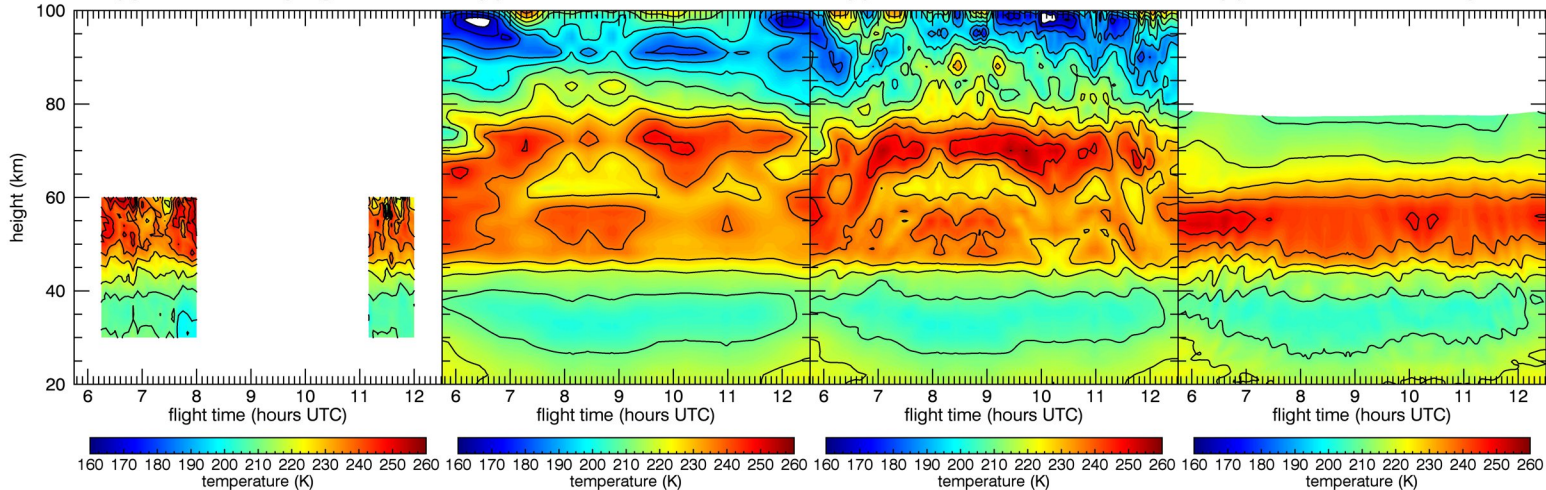 100
80
60
40
20
height (km)
6 7 8 9 10 11 12 6 7 8 9 10 11 12 6 7 8 9 10 11 12 6 7 8 9 10 11 12
flight time (hours UTC) flight time (hours UTC) flight time (hours UTC) flight time (hours UTC)
160 170 180 190 200 210 220 230 240 250 260 160 170 180 190 200 210 220 230 240 250 260 160 170 180 190 200 210 220 230 240 250 260 160 170 180 190 200 210 220 230 240 250 260
temperature (K) temperature (K) temperature (K) temperature (K)